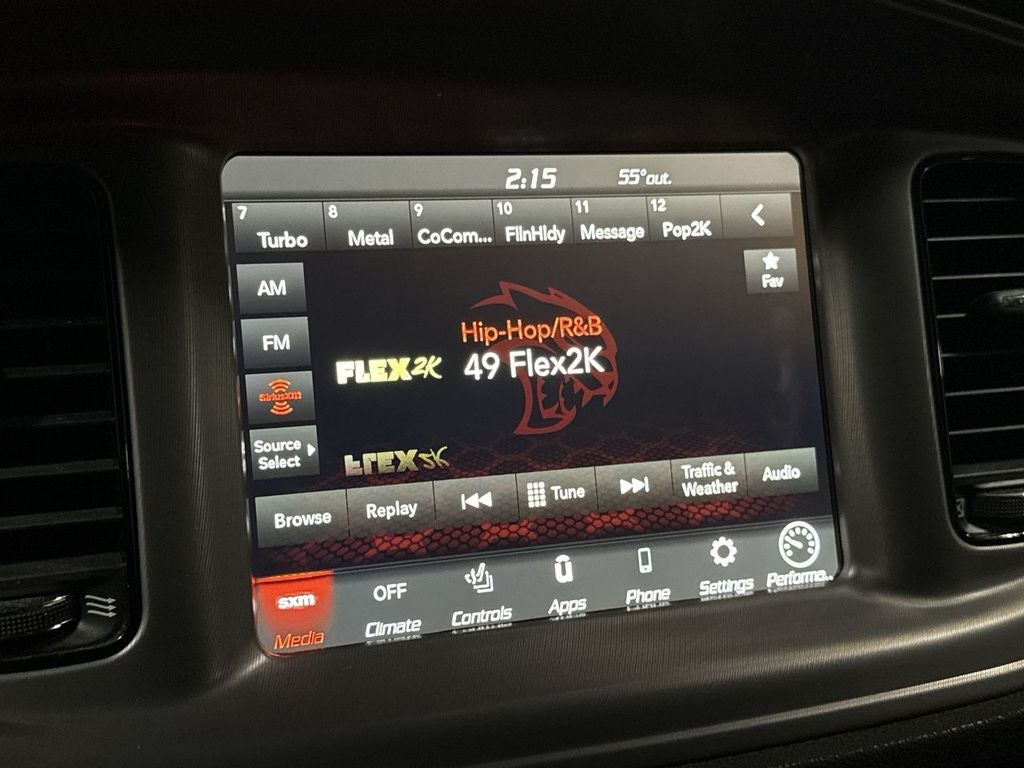 2:15 55°out.
7 8 9 10 11 12
Turbo Metal CoCom... FlinHldy Message Pop2K
Fav
AM
FM
SiriusXM
Source
Select
Hip-Hop/R&B
FLEX2K 49 Flex2K
Browse Replay Tune Traffic &
Weather Audio
sxm OFF
Media Climate Controls Apps Phone Settings Performa..